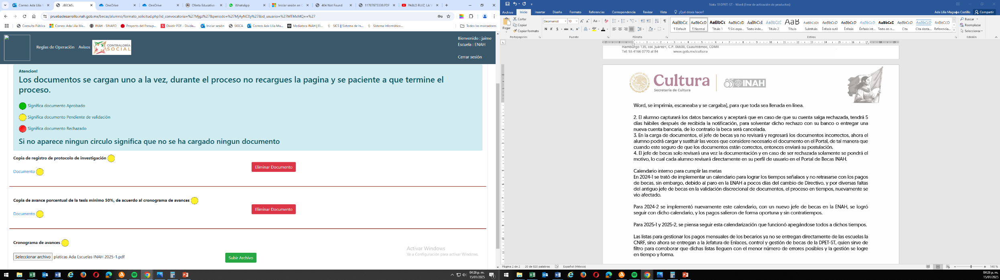 Correo: Ada Lilia M
.:BECAS:.
OneDrive
OneDrive
Oferta Educativa -
WhatsApp
Iniciar sesión en C
404 Not Found
11707673339.PDF
PABLO RUIZ, LA V
pruebadesarrollo.inah.gob.mx/becas/alumno/formato_solicitud.php?id_convocatoria=%27Mjgz%27&periodo=%27MjAyNC0y%27&id_usuario=%27MTMxMQ==%27
Consulta Pública
Correo: Ada Lilia Ma...
INAH - SINAFO
Proyecto del Presup...
Dividir PDF - Divida...
Iniciar sesión
SIGCA
Correo: Ada Lilia Ma...
Mediateca INAH | El...
SICS || Sistema de In...
Sistema Informático...
Todos los marcadores
Reglas de Operación
Avisos
CONTRALORÍA
SOCIAL
Bienvenido : jaime
Escuela : ENAH
Cerrar sesión
Atencion!
Los documentos se cargan uno a la vez, durante el proceso no recargues la pagina y se paciente a que termine el
proceso.
Significa documento Aprobado
Significa documento Pendiente de validación
Significa documento Rechazado
Si no aparece ningun circulo significa que no se ha cargado ningun documento
Copia de registro de protocolo de investigación
Eliminar Documento
Documento
Copia de avance porcentual de la tesis mínimo 50%, de acuerdo al cronograma de avances
Eliminar Documento
Documento
Cronograma de avances
Seleccionar archivo
platicas Ada Escuelas INAH 2025-1.pdf
Subir Archivo
Activar Windows
Ve a Configuración para activar Windows.
04:26 p. m.
15/01/2025
Nota 10 DPET-ST - Word (Error de activación de productos)
Archivo
Inicio
Insertar
Diseño
Formato
Referencias
Correspondencia
Revisar
Vista
¿Qué desea hacer?
Ada Lilia Maga�a Castillo
Compartir
Pegar
Cortar
Copiar
Copiar formato
Portapapeles
Geomanist
10
N K S abc x₂ x²
Fuente
Párrafo
AaBbCc AaBbCcD AaBbCc AaBbCcD AaBbCcI AaBbCcD AaB AaBbCcDc AaBbCcD AaBbCcD AaBbCcD AaBbCcD AaBbCcD AaBbCcD AaBbCcD
¶ Default
¶ Normal
Título 1
¶ Sin espa...
Texto inde...
Título 2
Título
Subtítulo
Énfasis sutil
Énfasis
Énfasis int...
Texto en n...
Cita
Cita desta...
Referencia...
Estilos
Buscar
Reemplazar
Seleccionar
Edición
Hamburgo 135, col. Juárez<, C.P. 06600, Cuauhtémoc, CDMX
Tel: 55 4166 0770 al 84 www.gob.mx/cultura
Cultura
Secretaría de Cultura
85 INAH
Word, se imprimía, escaneaba y se cargaba), para que toda sea llenada en línea.
2. El alumno capturará los datos bancarios y aceptará que en caso de que su cuenta salga rechazada, tendrá 5
días hábiles después de recibida la notificación, para solventar dicho rechazo con su banco o entregar una
nueva cuenta bancaria, de lo contrario la beca será cancelada.
3. En la carga de documentos, el jefe de becas ya no revisará y regresará los documentos incorrectos, ahora el
alumno podrá cargar y sustituir las veces que considere necesario el documento en el Portal, de tal manera que
cuando este seguro de que los documentos están correctos, entonces enviará su postulación.
4. El jefe de becas solo revisará una vez la documentación y en caso de ser rechazada solamente se pondrá el
motivo, lo cual cada alumno revisará directamente en su perfil de usuario en el Portal de Becas INAH.
Calendario interno para cumplir las metas
En 2024-1 se trató de implementar un calendario para lograr los tiempos señalaos y no retrasarse con los pagos
de becas, sin embargo, debido al paro en la ENAH a pocos días del cambio de Directivo, y por diversas faltas
del antiguo jefe de becas en la validación discrecional de documentos, el proceso en tiempos, nuevamente se
vio afectado.
Para 2024-2 se implementó nuevamente este calendario, con un nuevo jefe de becas en la ENAH, se logró
seguir con dicho calendario, y los pagos salieron de forma oportuna y sin contratiempos.
Para 2025-1 y 2025-2, se piensa seguir esta calendarización que funcionó apegándose todos a dichos tiempos.
Las listas para gestionar los pagos mensuales de los becarios ya no se entregan directamente de las escuelas la
CNRF, sino ahora se entregan a la Jefatura de Enlaces, control y gestión de becas de la DPET-ST, quien sirve de
filtro para corroborar que dichas listas lleguen con el menor número de errores posibles y la gestión se logre
en tiempo y forma.
Página 2 de 2
20 de 820 palabras
Español (México)
140 %
04:26 p. m.
15/01/2025